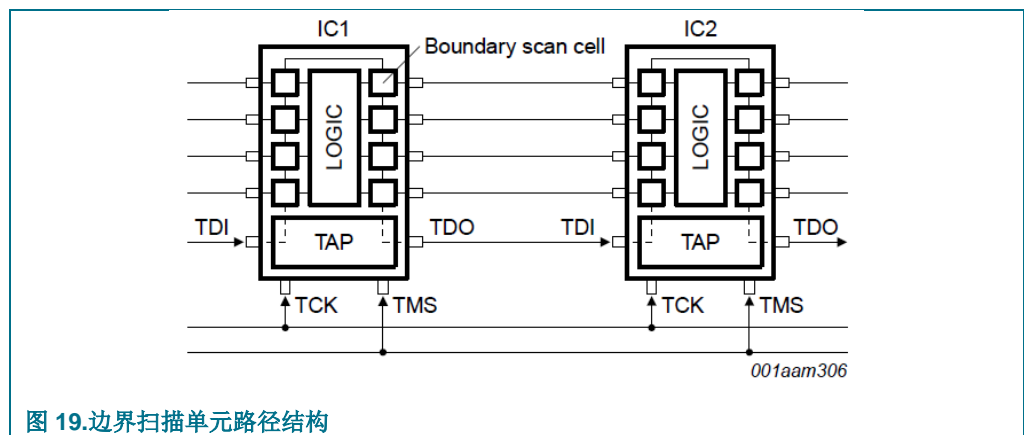 IC1
IC2
Boundary scan cell
LOGIC
LOGIC
TDI
TAP
TDO
TDI
TAP
TDO
TCK
TMS
TCK
TMS
001aam306
图 19.边界扫描单元路径结构